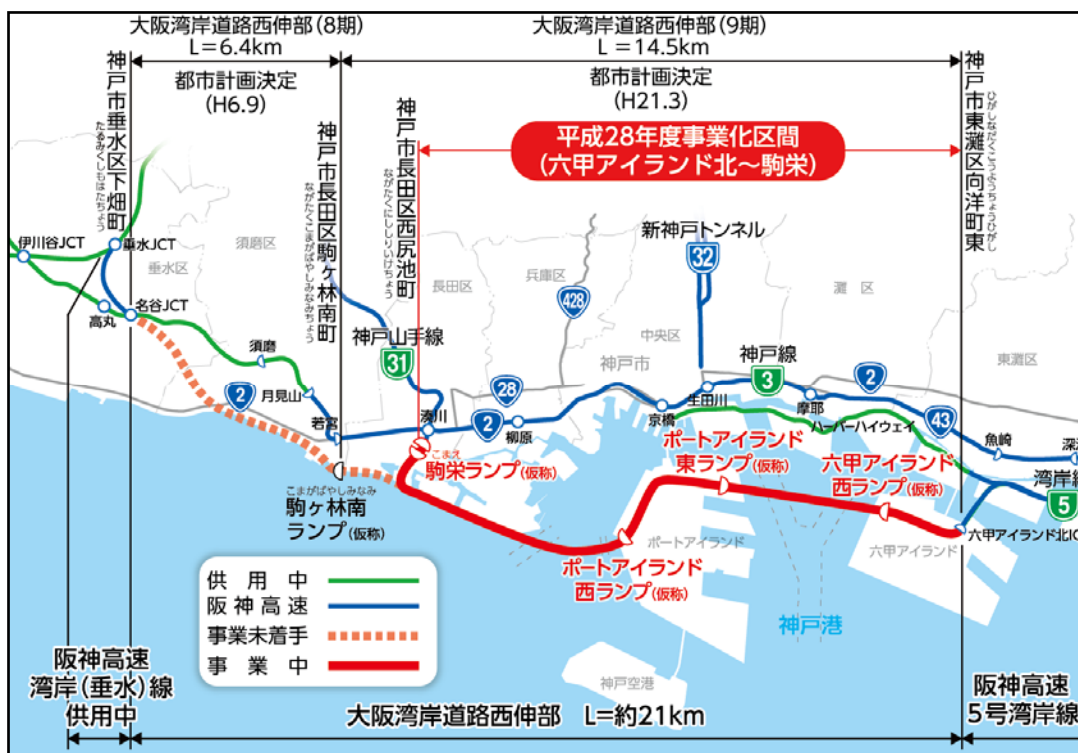 大阪湾岸道路西伸部(8期)
L=6.4km
都市計画決定
(H6.9)
大阪湾岸道路西伸部(9期)
L=14.5km
都市計画決定
(H21.3)
平成28年度事業化区間
(六甲アイランド北～駒栄)
神戸市垂水区下畑町
たるみくしもはたちょう
神戸市長田区駒ヶ林南町
ながたくこまがばやしみなみちょう
神戸市長田区西尻池町
ながたくにししりいけちょう
神戸市東灘区向洋町東
ひがしなだくこうようちょうひがし
伊川谷JCT
垂水JCT
垂水区
須磨区
高丸
名谷JCT
須磨
月見山
若宮
2
長田区
兵庫区
428
新神戸トンネル
32
中央区
灘区
東灘区
神戸市
神戸山手線
31
28
湊川
2
柳原
京橋
生田川
神戸線
3
摩耶
2
43
ハーバーハイウェイ
魚崎
深江
湾岸線
5
六甲アイランド北IC
こまえ
駒栄ランプ(仮称)
こまがばやしみなみ
駒ヶ林南
ランプ(仮称)
ポートアイランド
東ランプ(仮称)
六甲アイランド
西ランプ(仮称)
ポートアイランド
西ランプ(仮称)
ポートアイランド
六甲アイランド
神戸港
神戸空港
供用中
阪神高速
事業未着手
事業中
阪神高速
湾岸(垂水)線
供用中
大阪湾岸道路西伸部 L=約21km
阪神高速
5号湾岸線